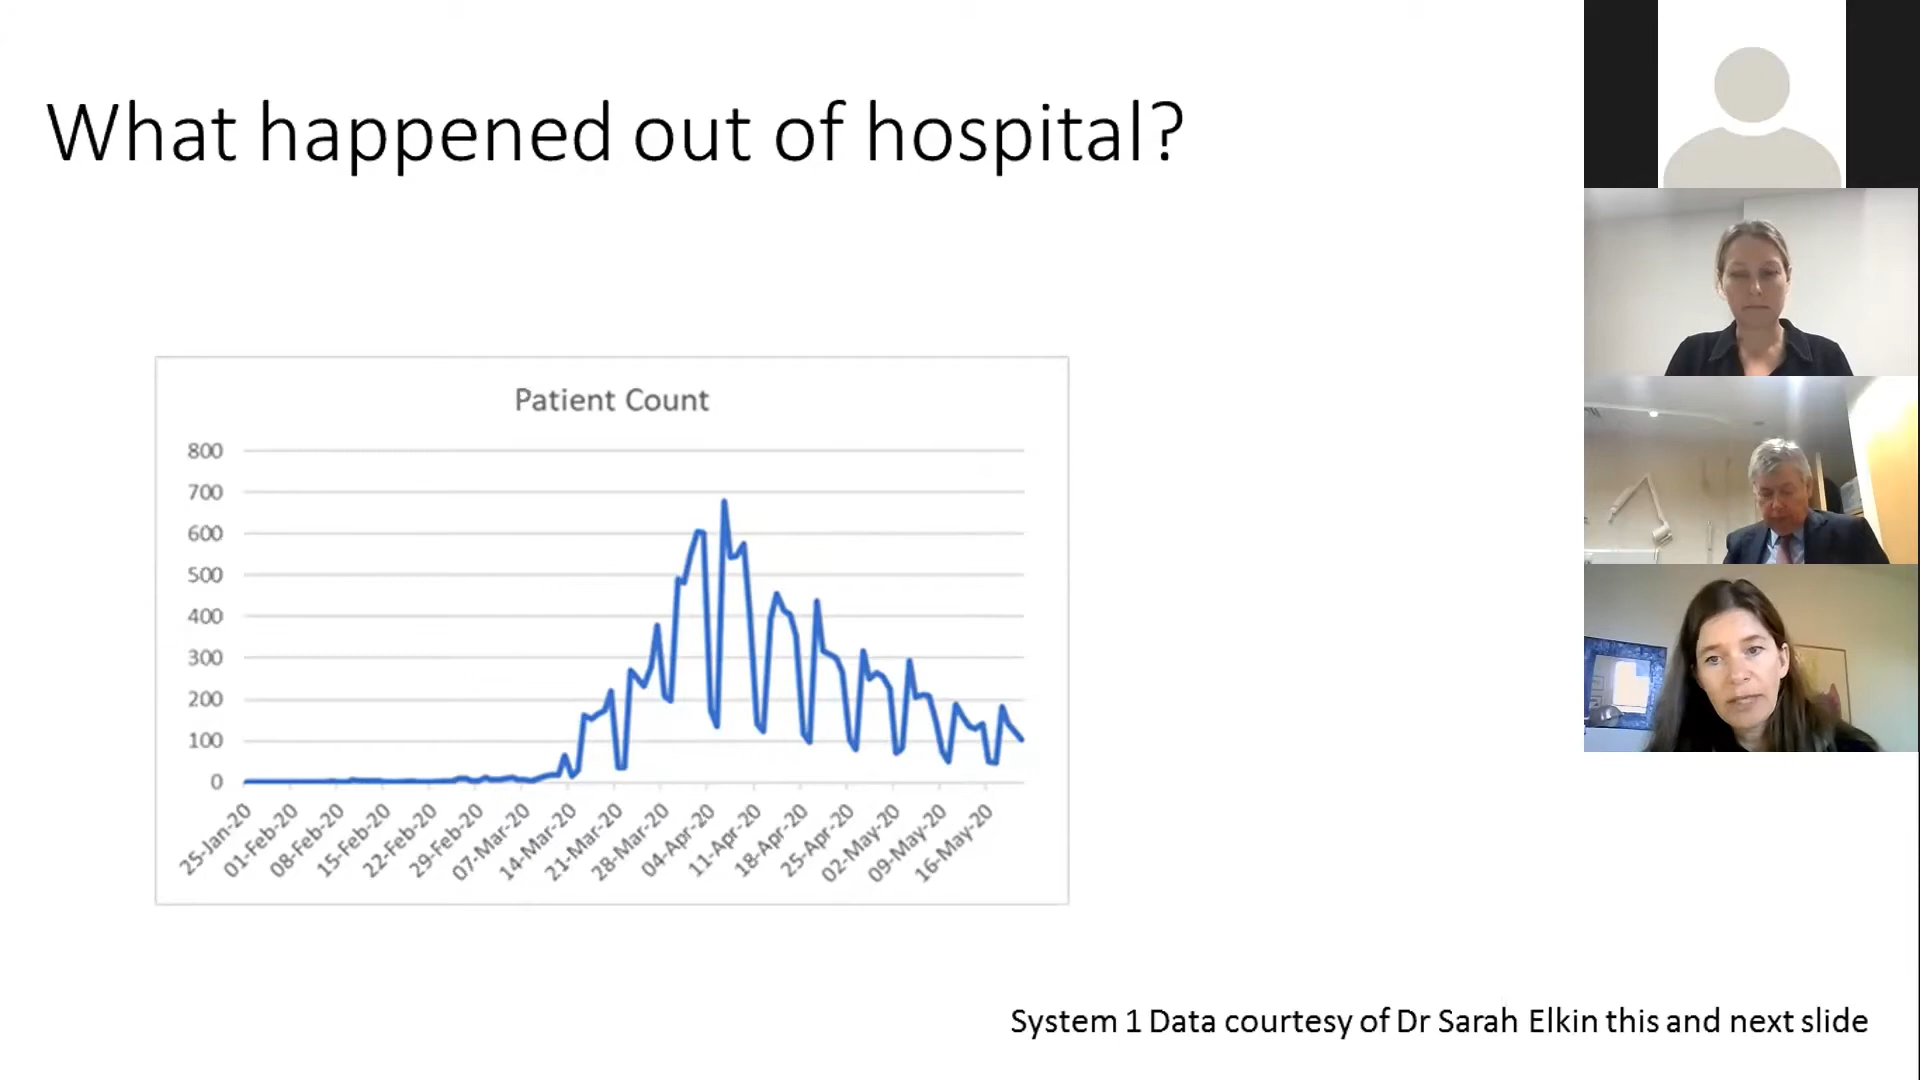 What happened out of hospital?
Patient Count
800
700
600
500
400
300
200
100
0
25-Jan-20
01-Feb-20
08-Feb-20
15-Feb-20
22-Feb-20
29-Feb-20
07-Mar-20
14-Mar-20
21-Mar-20
28-Mar-20
04-Apr-20
11-Apr-20
18-Apr-20
25-Apr-20
02-May-20
09-May-20
16-May-20
System 1 Data courtesy of Dr Sarah Elkin this and next slide